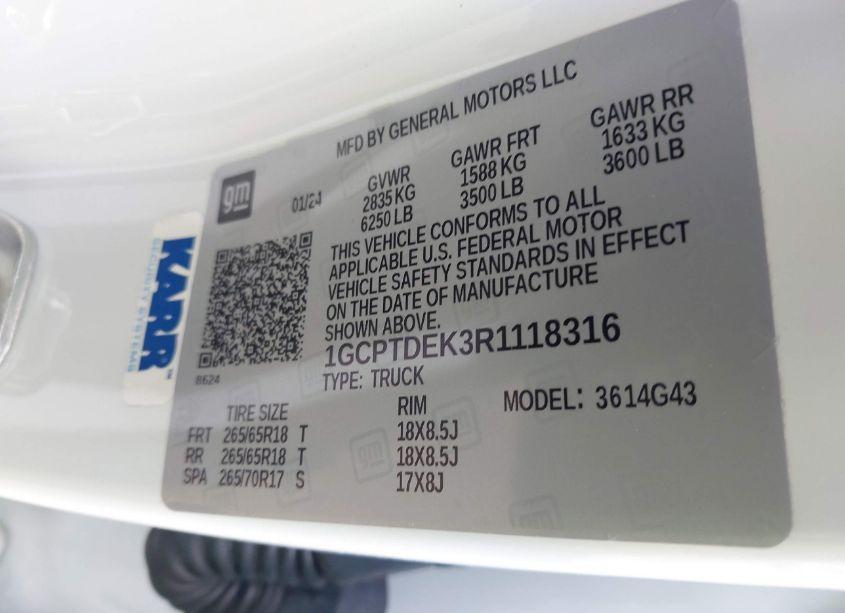 MFD BY GENERAL MOTORS LLC
gm
01/24
GVWR
2835 KG
6250 LB
GAWR FRT
1588 KG
3500 LB
GAWR RR
1633 KG
3600 LB
THIS VEHICLE CONFORMS TO ALL
APPLICABLE U.S. FEDERAL MOTOR
VEHICLE SAFETY STANDARDS IN EFFECT
ON THE DATE OF MANUFACTURE
SHOWN ABOVE.
1GCPTDEK3R1118316
TYPE: TRUCK
8624
MODEL: 3614G43
TIRE SIZE RIM
FRT 265/65R18 T 18X8.5J
RR 265/65R18 T 18X8.5J
SPA 265/70R17 S 17X8J
KARR™
SECURITY SYSTEMS